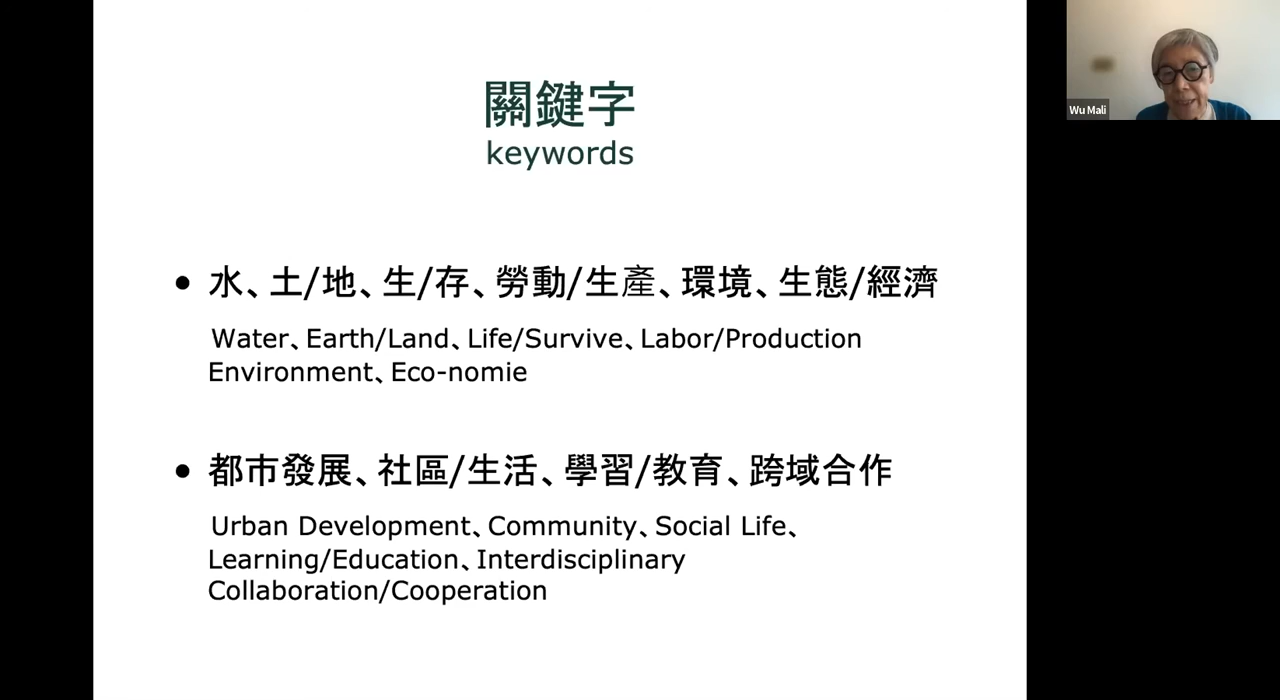 關鍵字
keywords
• 水、土/地、生/存、勞動/生產、環境、生態/經濟
Water、Earth/Land、Life/Survive、Labor/Production
Environment、Eco-nomie
• 都市發展、社區/生活、學習/教育、跨域合作
Urban Development、Community、Social Life、
Learning/Education、Interdisciplinary
Collaboration/Cooperation
Wu Mali